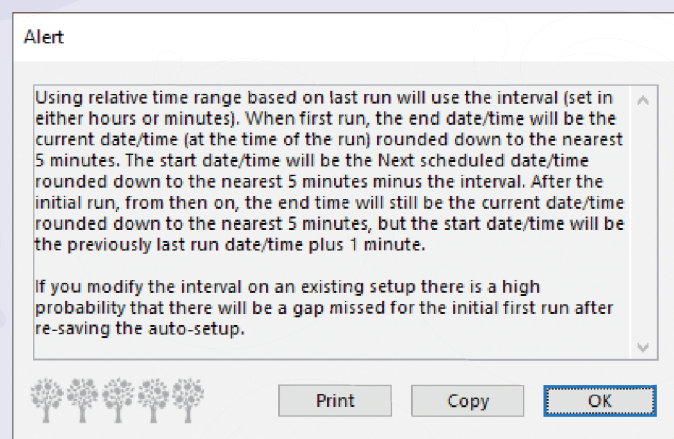 Alert
Using relative time range based on last run will use the interval (set in
either hours or minutes). When first run, the end date/time will be the
current date/time (at the time of the run) rounded down to the nearest
5 minutes. The start date/time will be the Next scheduled date/time
rounded down to the nearest 5 minutes minus the interval. After the
initial run, from then on, the end time will still be the current date/time
rounded down to the nearest 5 minutes, but the start date/time will be
the previously last run date/time plus 1 minute.
If you modify the interval on an existing setup there is a high
probability that there will be a gap missed for the initial first run after
re-saving the auto-setup.
Print Copy OK